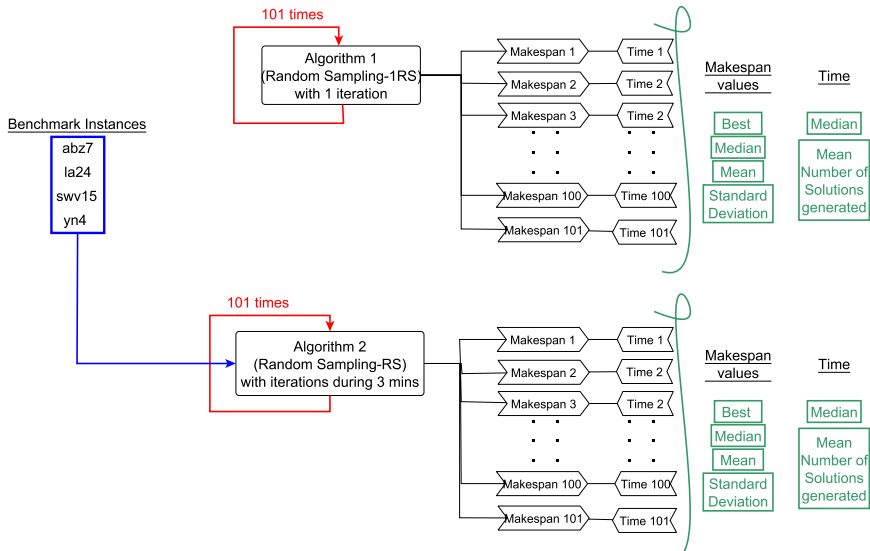 101 times
Algorithm 1
(Random Sampling-1RS)
with 1 iteration
Makespan 1
Time 1
Makespan 2
Time 2
Makespan 3
Time 2
Makespan 100
Time 100
Makespan 101
Time 101
Makespan
values
Time
Best
Median
Mean
Standard
Deviation
Median
Mean
Number of
Solutions
generated
Benchmark Instances
abz7
la24
swv15
yn4
101 times
Algorithm 2
(Random Sampling-RS)
with iterations during 3 mins
Makespan 1
Time 1
Makespan 2
Time 2
Makespan 3
Time 2
Makespan 100
Time 100
Makespan 101
Time 101
Makespan
values
Time
Best
Median
Mean
Standard
Deviation
Median
Mean
Number of
Solutions
generated